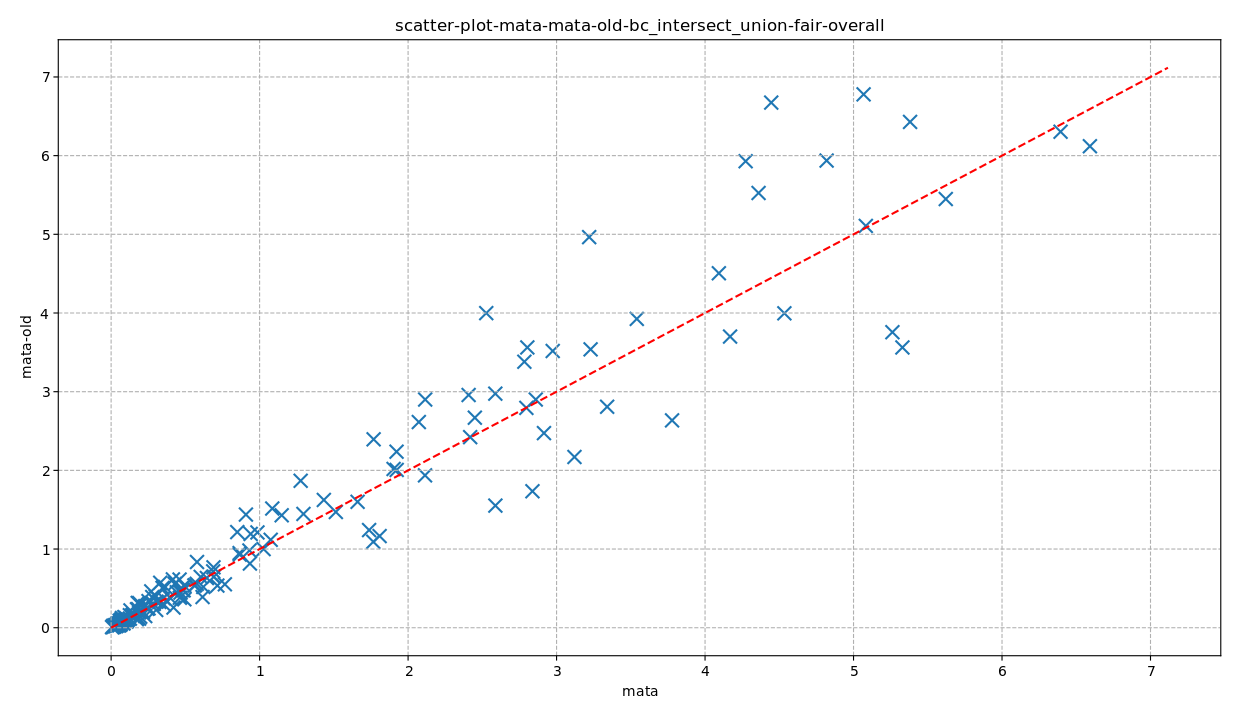 scatter-plot-mata-mata-old-bc_intersect_union-fair-overall
7
6
5
4
3
2
1
0
mata-old
0 1 2 3 4 5 6 7
mata